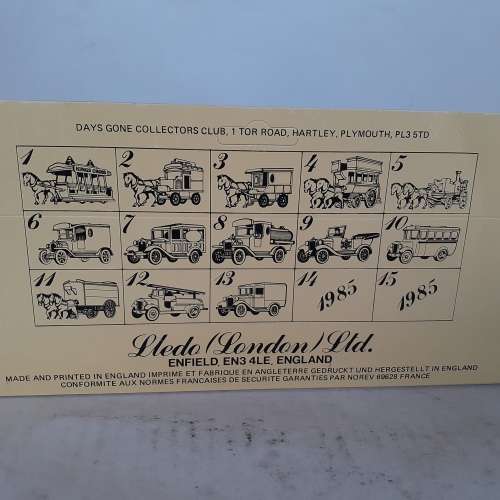 DAYS GONE COLLECTORS CLUB, 1 TOR ROAD, HARTLEY, PLYMOUTH, PL3 5TD
1 2 3 4 5
6 7 8 9 10
11 12 13 14 15
1985 1985
Lledo (London) Ltd.
ENFIELD, EN3 4LE, ENGLAND
MADE AND PRINTED IN ENGLAND IMPRIME ET FABRIQUE EN ANGLETERRE GEDRUCKT UND HERGESTELLT IN ENGLAND
CONFORMITE AUX NORMES FRANCAISES DE SECURITE GARANTIES PAR NOREV 69628 FRANCE